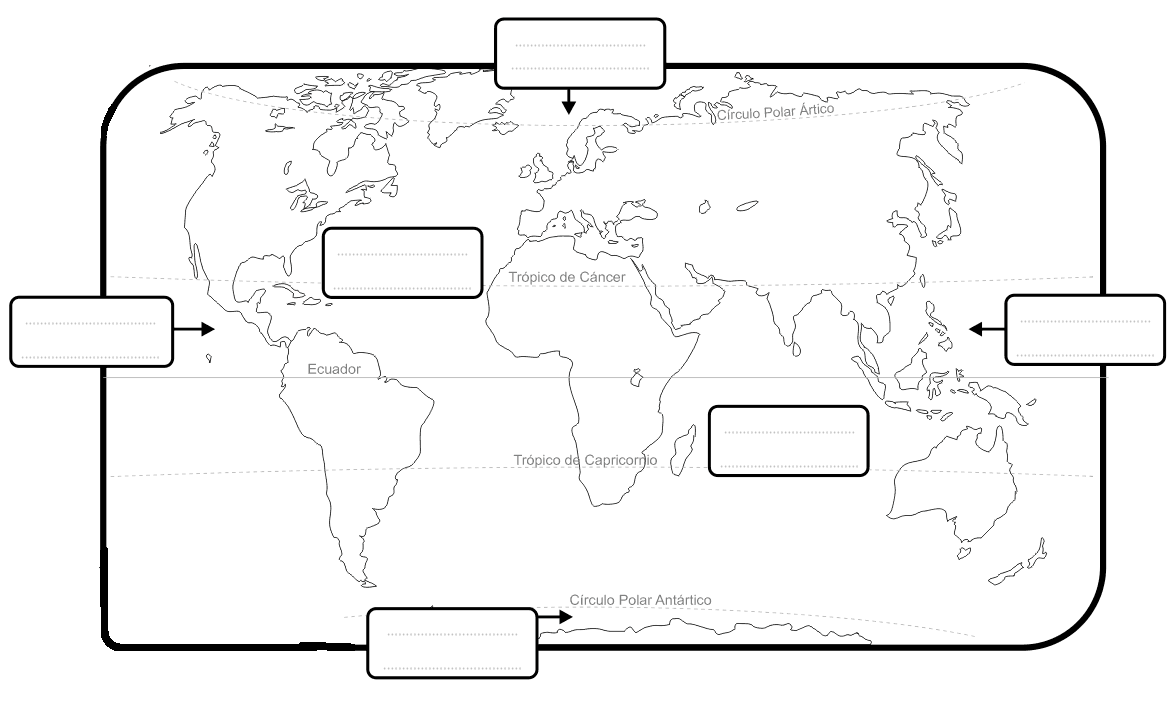 Círculo Polar Ártico
Trópico de Cáncer
Ecuador
Trópico de Capricornio
Círculo Polar Antártico